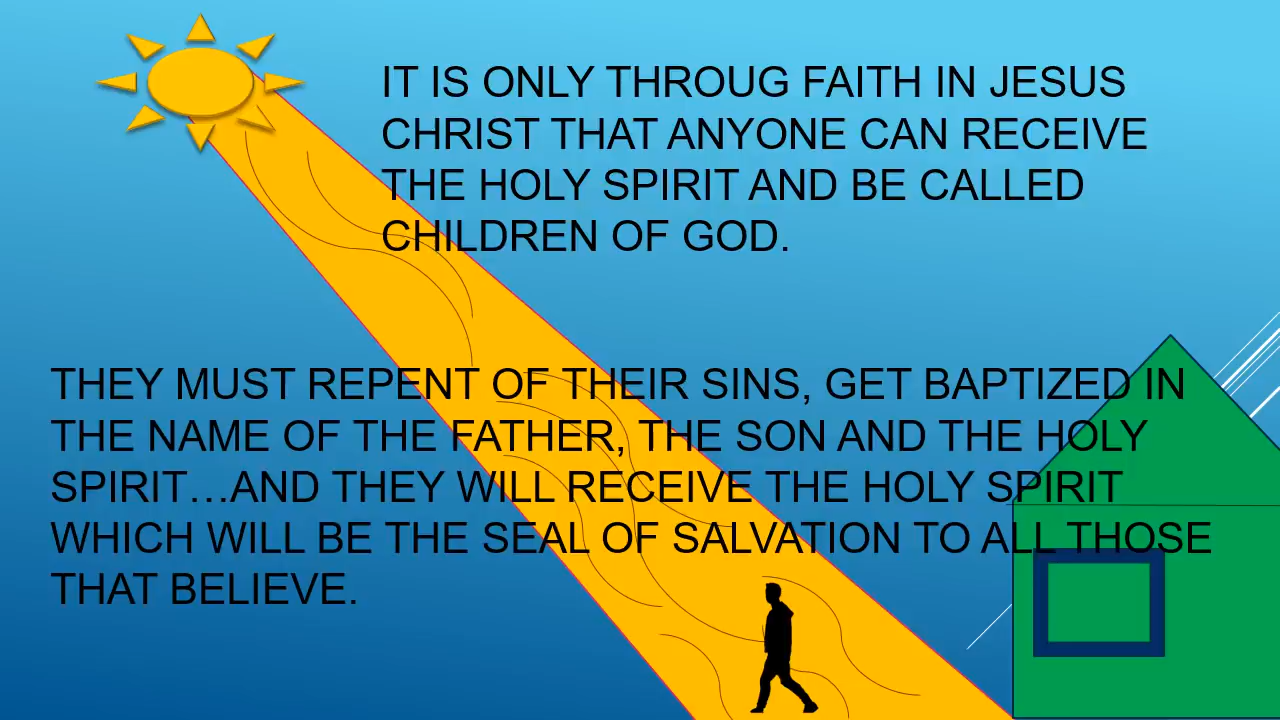 IT IS ONLY THROUG FAITH IN JESUS
CHRIST THAT ANYONE CAN RECEIVE
THE HOLY SPIRIT AND BE CALLED
CHILDREN OF GOD.
THEY MUST REPENT OF THEIR SINS, GET BAPTIZED IN
THE NAME OF THE FATHER, THE SON AND THE HOLY
SPIRIT…AND THEY WILL RECEIVE THE HOLY SPIRIT
WHICH WILL BE THE SEAL OF SALVATION TO ALL THOSE
THAT BELIEVE.